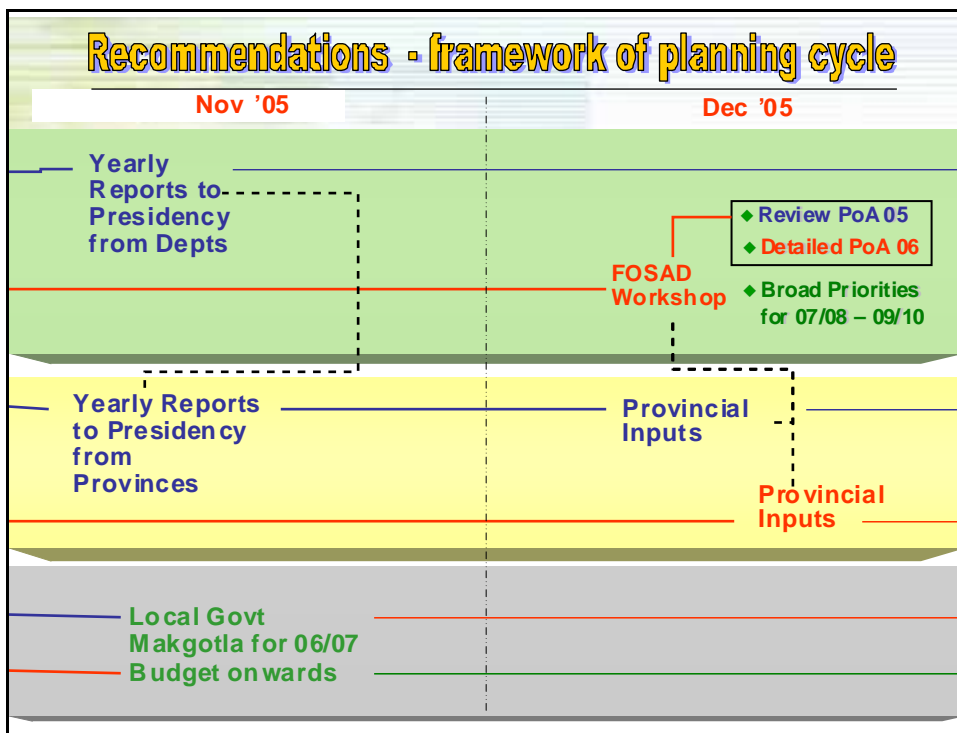 Recommendations - framework of planning cycle
Nov ’05
Dec ’05
Yearly
Reports to
Presidency
from Depts
FOSAD
Workshop
Review PoA 05
Detailed PoA 06
Broad Priorities
for 07/08 – 09/10
Yearly Reports
to Presidency
from
Provinces
Provincial
Inputs
Provincial
Inputs
Local Govt
Makgotla for 06/07
Budget onwards